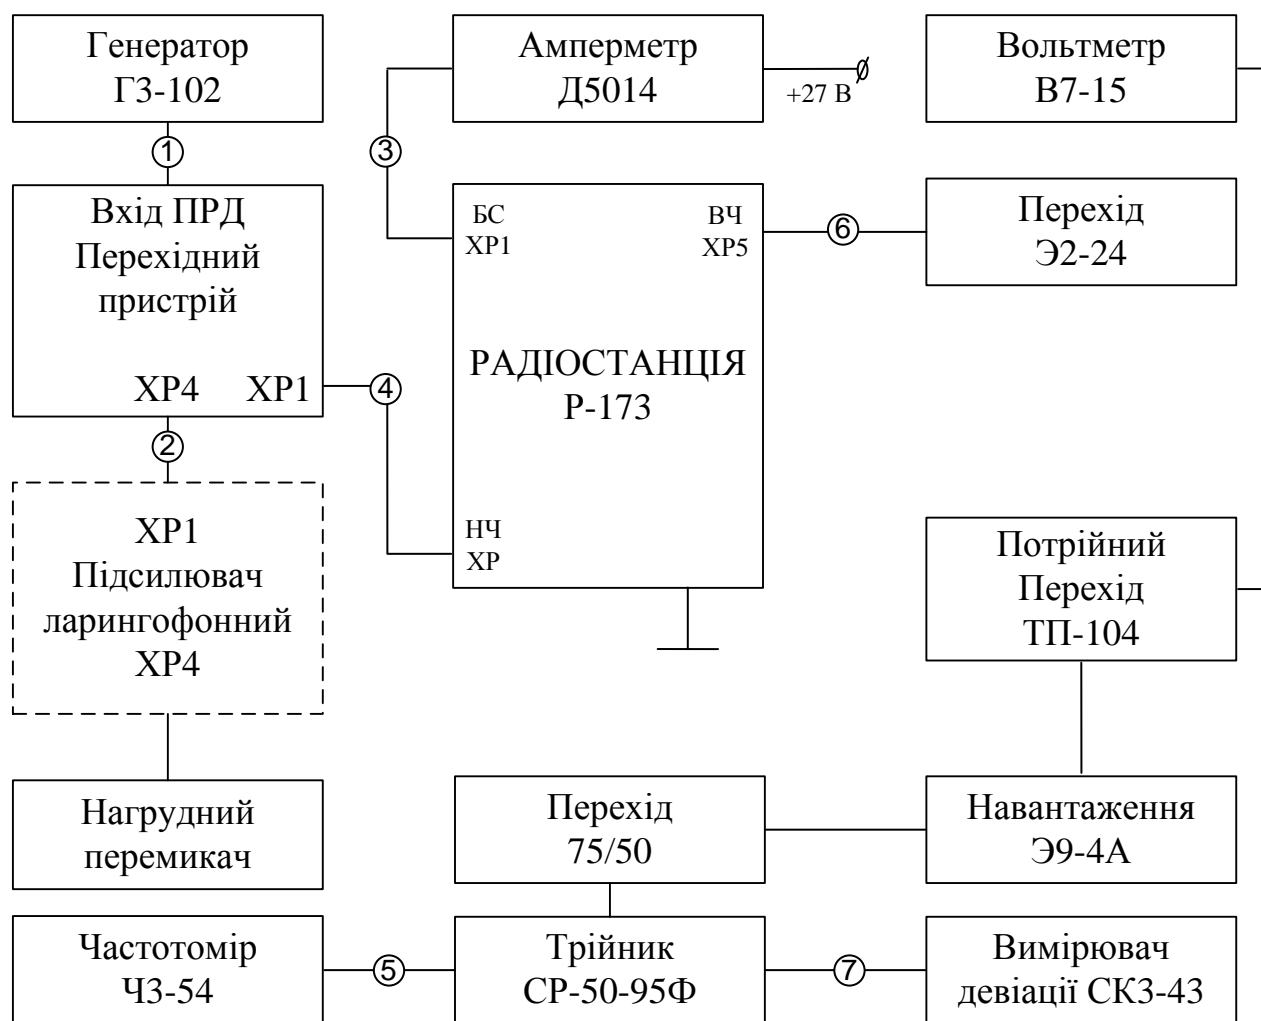 Генератор
Г3-102
Амперметр
Д5014
+27 В
Вольтметр
В7-15
1
3
Вхід ПРД
Перехідний
пристрій
ХР4 ХР1
БС
ХР1
ВЧ
ХР5
6
Перехід
Э2-24
РАДІОСТАНЦІЯ
Р-173
4
2
НЧ
ХР
ХР1
Підсилювач
ларингофонний
ХР4
Потрійний
Перехід
ТП-104
Нагрудний
перемикач
Перехід
75/50
Навантаження
Э9-4А
Частотомір
Ч3-54
5
Трійник
СР-50-95Ф
7
Вимірювач
девіації СК3-43